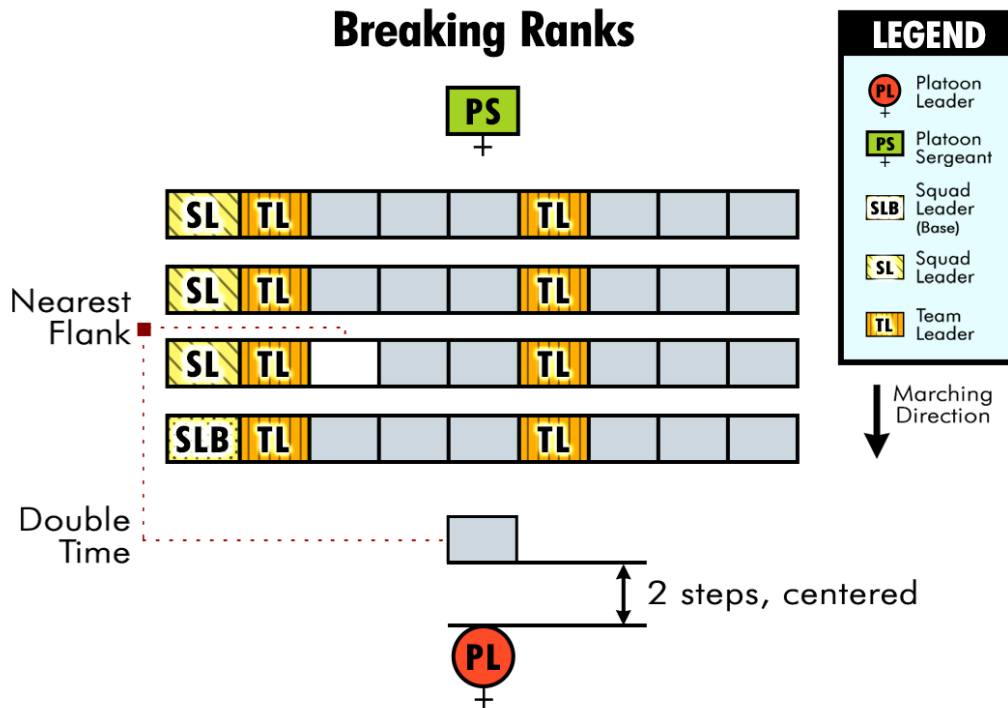 Breaking Ranks
PS
SL TL TL
SL TL TL
Nearest
Flank
SL TL TL
SLB TL TL
Double
Time
2 steps, centered
PL
LEGEND
PL Platoon
Leader
PS Platoon
Sergeant
SLB Squad
Leader
(Base)
SL Squad
Leader
TL Team
Leader
Marching
Direction